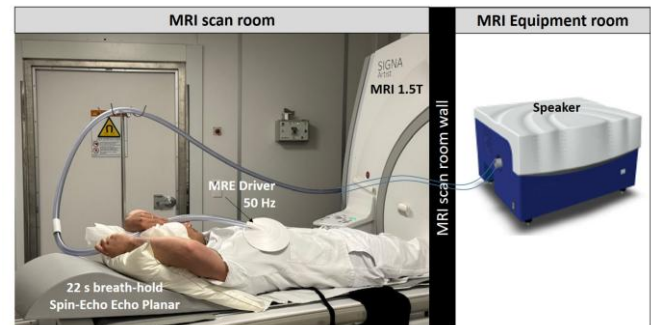 MRI scan room
MRI Equipment room
SIGNA
Artist
MRI 1.5T
Speaker
MRI scan room wall
MRE Driver
50 Hz
22 s breath-hold
Spin-Echo Echo Planar